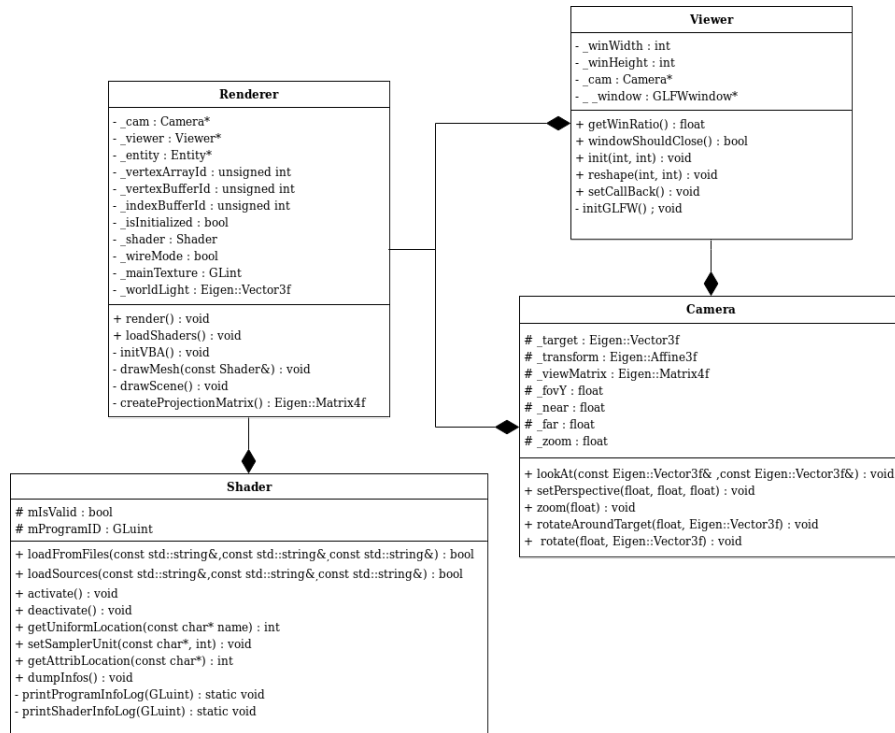 Viewer
- _winWidth : int
- _winHeight : int
- _cam : Camera*
- _ _window : GLFWwindow*
+ getWinRatio() : float
+ windowShouldClose() : bool
+ init(int, int) : void
+ reshape(int, int) : void
+ setCallBack() : void
- initGLFW() ; void
Renderer
- _cam : Camera*
- _viewer : Viewer*
- _entity : Entity*
- _vertexArrayId : unsigned int
- _vertexBufferId : unsigned int
- _indexBufferId : unsigned int
- _isInitialized : bool
- _shader : Shader
- _wireMode : bool
- _mainTexture : GLint
- _worldLight : Eigen::Vector3f
+ render() : void
+ loadShaders() : void
- initVBA() : void
- drawMesh(const Shader&) : void
- drawScene() : void
- createProjectionMatrix() : Eigen::Matrix4f
Camera
# _target : Eigen::Vector3f
# _transform : Eigen::Affine3f
# _viewMatrix : Eigen::Matrix4f
# _fovY : float
# _near : float
# _far : float
# _zoom : float
+ lookAt(const Eigen::Vector3f& ,const Eigen::Vector3f&) : void
+ setPerspective(float, float, float) : void
+ zoom(float) : void
+ rotateAroundTarget(float, Eigen::Vector3f) : void
+ rotate(float, Eigen::Vector3f) : void
Shader
# mIsValid : bool
# mProgramID : GLuint
+ loadFromFiles(const std::string&,const std::string&,const std::string&) : bool
+ loadSources(const std::string&,const std::string&,const std::string&) : bool
+ activate() : void
+ deactivate() : void
+ getUniformLocation(const char* name) : int
+ setSamplerUnit(const char*, int) : void
+ getAttribLocation(const char*) : int
+ dumpInfos() : void
- printProgramInfoLog(GLuint) : static void
- printShaderInfoLog(GLuint) : static void